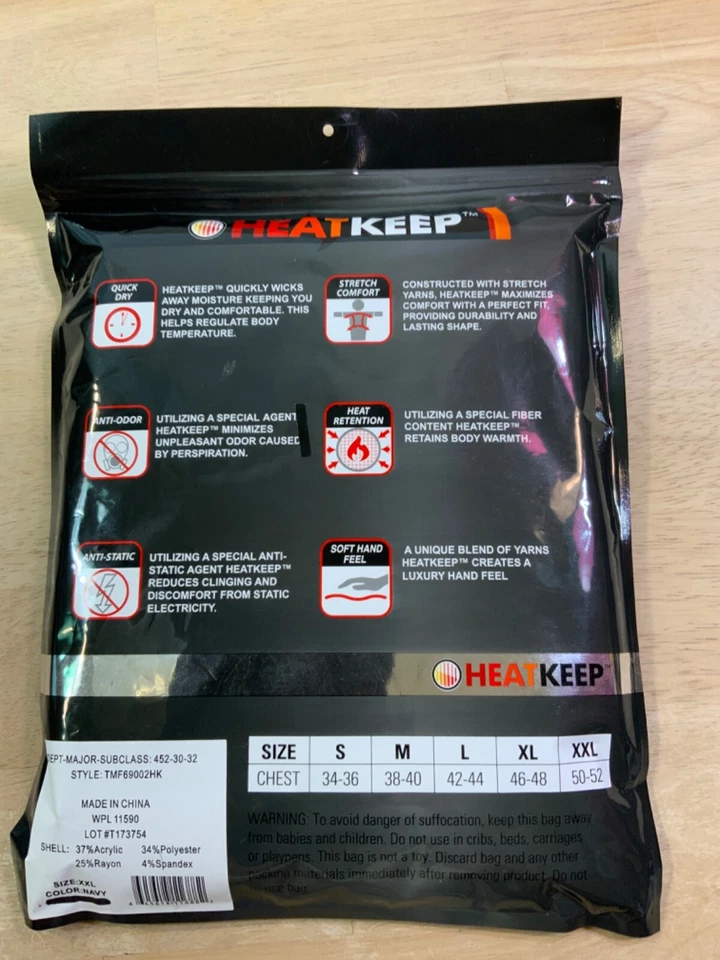 HEATKEEP™
QUICK
DRY
HEATKEEP™ QUICKLY WICKS
AWAY MOISTURE KEEPING YOU
DRY AND COMFORTABLE. THIS
HELPS REGULATE BODY
TEMPERATURE.
STRETCH
COMFORT
CONSTRUCTED WITH STRETCH
YARNS, HEATKEEP™ MAXIMIZES
COMFORT WITH A PERFECT FIT,
PROVIDING DURABILITY AND
LASTING SHAPE.
ANTI-ODOR
UTILIZING A SPECIAL AGENT
HEATKEEP™ MINIMIZES
UNPLEASANT ODOR CAUSED
BY PERSPIRATION.
HEAT
RETENTION
UTILIZING A SPECIAL FIBER
CONTENT HEATKEEP™
RETAINS BODY WARMTH.
ANTI-STATIC
UTILIZING A SPECIAL ANTI-
STATIC AGENT HEATKEEP™
REDUCES CLINGING AND
DISCOMFORT FROM STATIC
ELECTRICITY.
SOFT HAND
FEEL
A UNIQUE BLEND OF YARNS
HEATKEEP™ CREATES A
LUXURY HAND FEEL
HEATKEEP™
EPT-MAJOR-SUBCLASS: 452-30-32
STYLE: TMF69002HK
MADE IN CHINA
WPL 11590
LOT #T173754
SHELL: 37%Acrylic 34%Polyester
25%Rayon 4%Spandex
SIZE:XXL
COLOR:NAVY
SIZE S M L XL XXL
CHEST 34-36 38-40 42-44 46-48 50-52
WARNING: To avoid danger of suffocation, keep this bag away
from babies and children. Do not use in cribs, beds, carriages
or playpens. This bag is not a toy. Discard bag and any other
packing materials immediately after removing product. Do not
re-use bag.